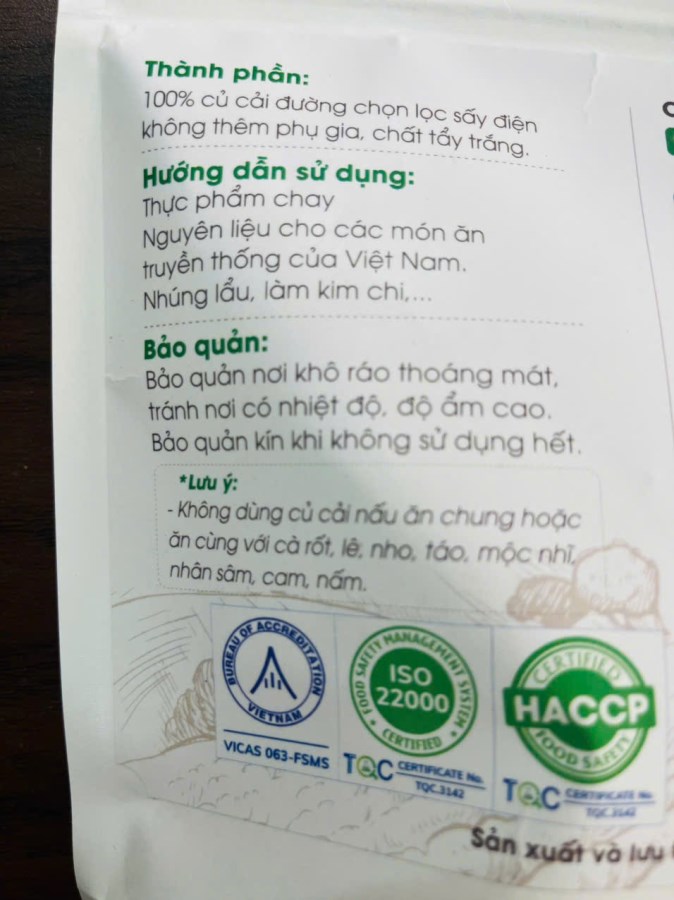 Thành phần:
100% củ cải đường chọn lọc sấy điện
không thêm phụ gia, chất tẩy trắng.
Hướng dẫn sử dụng:
Thực phẩm chay
Nguyên liệu cho các món ăn
truyền thống của Việt Nam.
Nhúng lẩu, làm kim chi,...
Bảo quản:
Bảo quản nơi khô ráo thoáng mát,
tránh nơi có nhiệt độ, độ ẩm cao.
Bảo quản kín khi không sử dụng hết.
*Lưu ý:
- Không dùng củ cải nấu ăn chung hoặc
ăn cùng với cà rốt, lê, nho, táo, mộc nhĩ,
nhân sâm, cam, nấm.
BUREAU OF ACCREDITATION
VIETNAM
VICAS 063-FSMS
FOOD SAFETY MANAGEMENT SYSTEM
ISO
22000
CERTIFIED
TQC CERTIFICATE No.
TQC.3142
CERTIFIED
HACCP
FOOD SAFETY
TQC CERTIFICATE No.
TQC.3142
Sản xuất và lưu